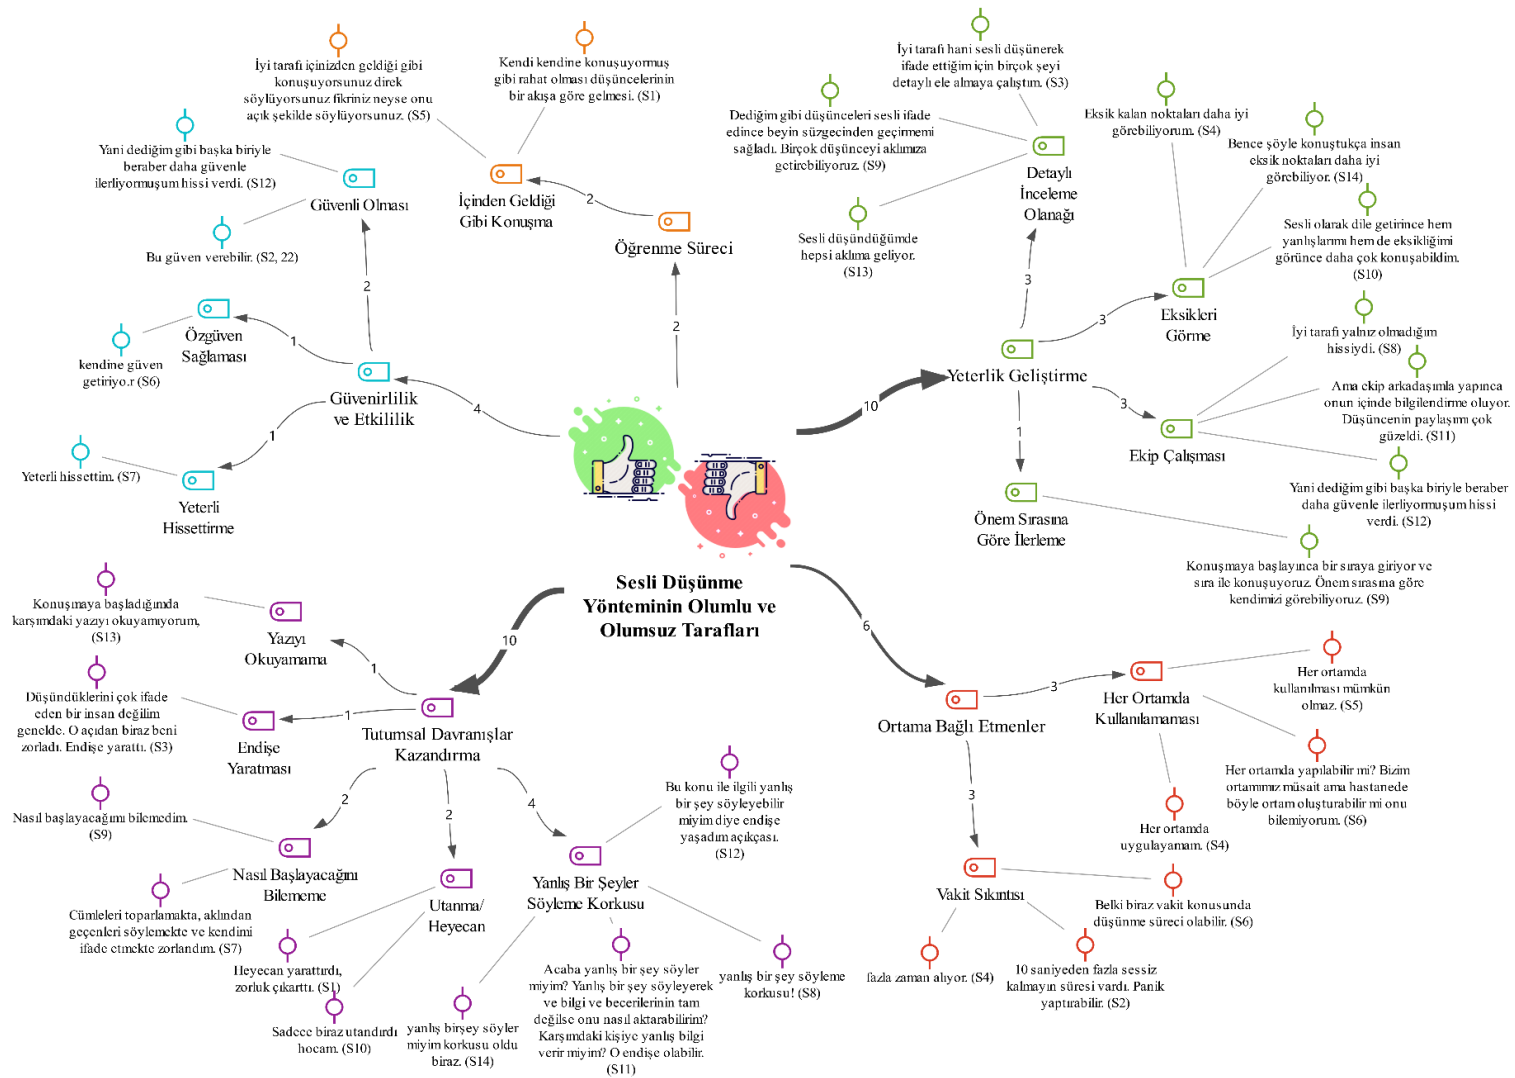 İyi tarafı içinizden geldiği gibi
konuşuyorsunuz direk
söylüyorsunuz fikriniz neyse onu
açık şekilde söylüyorsunuz. (S5)
Kendi kendine konuşuyormuş
gibi rahat olması düşüncelerinin
bir akışa göre gelmesi. (S1)
Yani dediğim gibi başka biriyle
beraber daha güvenle
ilerliyormuşum hissi verdi. (S12)
Güvenli Olması
Bu güven verebilir. (S2, 22)
İçinden Geldiği
Gibi Konuşma
2
Öğrenme Süreci
2
2
Özgüven
Sağlaması
1
kendine güven
getiriyo.r (S6)
Güvenirlilik
ve Etkililik
4
1
Yeterli hissettim. (S7)
Yeterli
Hissettirme
İyi tarafı hani sesli düşünerek
ifade ettiğim için birçok şeyi
detaylı ele almaya çalıştım. (S3)
Dediğim gibi düşünceleri sesli ifade
edince beyin süzgecinden geçirmemi
sağladı. Birçok düşünceyi aklımıza
getirebiliyoruz. (S9)
Sesli düşündüğümde
hepsi aklıma geliyor.
(S13)
Detaylı
İnceleme
Olanağı
3
Eksik kalan noktaları daha iyi
görebiliyorum. (S4)
Bence şöyle konuştukça insan
eksik noktaları daha iyi
görebiliyor. (S14)
Sesli olarak dile getirince hem
yanlışlarımı hem de eksikliğimi
görünce daha çok konuşabildim.
(S10)
Eksikleri
Görme
3
Yeterlik Geliştirme
10
İyi tarafı yalnız olmadığım
hissiydi. (S8)
Ama ekip arkadaşımla yapınca
onun içinde bilgilendirme oluyor.
Düşüncenin paylaşımı çok
güzeldi. (S11)
3
Ekip Çalışması
Yani dediğim gibi başka biriyle beraber
daha güvenle ilerliyormuşum hissi
verdi. (S12)
1
Önem Sırasına
Göre İlerleme
Konuşmaya başlayınca bir sıraya giriyor ve
sıra ile konuşuyoruz. Önem sırasına göre
kendimizi görebiliyoruz. (S9)
Sesli Düşünme
Yönteminin Olumlu ve
Olumsuz Tarafları
10
6
Konuşmaya başladığımda
karşımdaki yazıyı okuyamıyorum,
(S13)
Yazıyı
Okuyamama
1
Düşündüklerini çok ifade
eden bir insan değilim
genelde. O açıdan biraz beni
zorladı. Endişe yarattı. (S3)
Endişe
Yaratması
1
Tutumsal Davranışlar
Kazandırma
2
2
4
Nasıl başlayacağımı bilemedim.
(S9)
Nasıl Başlayacağını
Bilememe
Cümleleri toparlamakta, aklından
geçenleri söylemekte ve kendimi
ifade etmekte zorlandım. (S7)
Utanma/
Heyecan
Heyecan yarattırdı,
zorluk çıkarttı. (S1)
Sadece biraz utandırdı
hocam. (S10)
Bu konu ile ilgili yanlış
bir şey söyleyebilir
miyim diye endişe
yaşadım açıkçası.
(S12)
Yanlış Bir Şeyler
Söyleme Korkusu
yanlış birşey söyler
miyim korkusu oldu
biraz. (S14)
Acaba yanlış bir şey söyler
miyim? Yanlış bir şey söyleyerek
ve bilgi ve becerilerinin tam
değilse onu nasıl aktarabilirim?
Karşımdaki kişiye yanlış bilgi
verir miyim? O endişe olabilir.
(S11)
yanlış bir şey söyleme
korkusu! (S8)
Ortama Bağlı Etmenler
3
Her Ortamda
Kullanılamaması
Her ortamda
kullanılması mümkün
olmaz. (S5)
Her ortamda yapılabilir mi? Bizim
ortamımız müsait ama hastanede
böyle ortam oluşturabilir mi onu
bilemiyorum. (S6)
Her ortamda
uygulayamam. (S4)
3
Vakit Sıkıntısı
Belki biraz vakit konusunda
düşünme süreci olabilir. (S6)
fazla zaman alıyor. (S4)
10 saniyeden fazla sessiz
kalmayın süresi vardı. Panik
yaptırabilir. (S2)